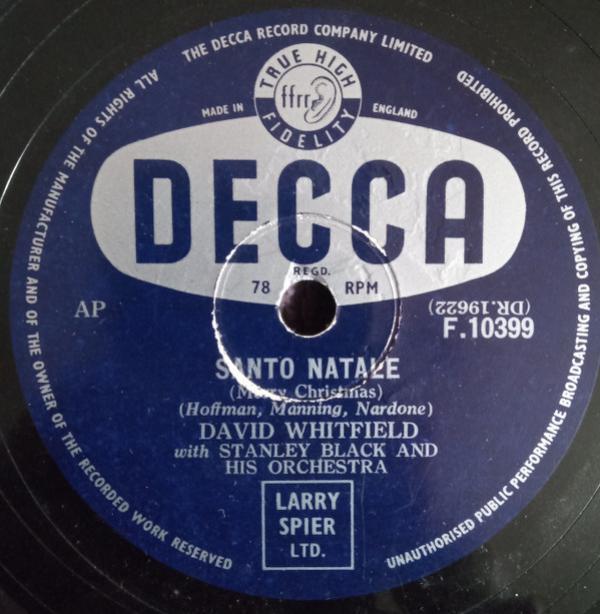 ALL RIGHTS OF THE MANUFACTURER AND OF THE OWNER OF THE RECORDED WORK RESERVED
THE DECCA RECORD COMPANY LIMITED
UNAUTHORISED PUBLIC PERFORMANCE BROADCASTING AND COPYING OF THIS RECORD PROHIBITED
TRUE HIGH
ffrr
FIDELITY
MADE IN ENGLAND
DECCA
REGD.
78 RPM
AP
(DR.19622)
F.10399
SANTO NATALE
(Merry Christmas)
(Hoffman, Manning, Nardone)
DAVID WHITFIELD
with STANLEY BLACK AND
HIS ORCHESTRA
LARRY
SPIER
LTD.